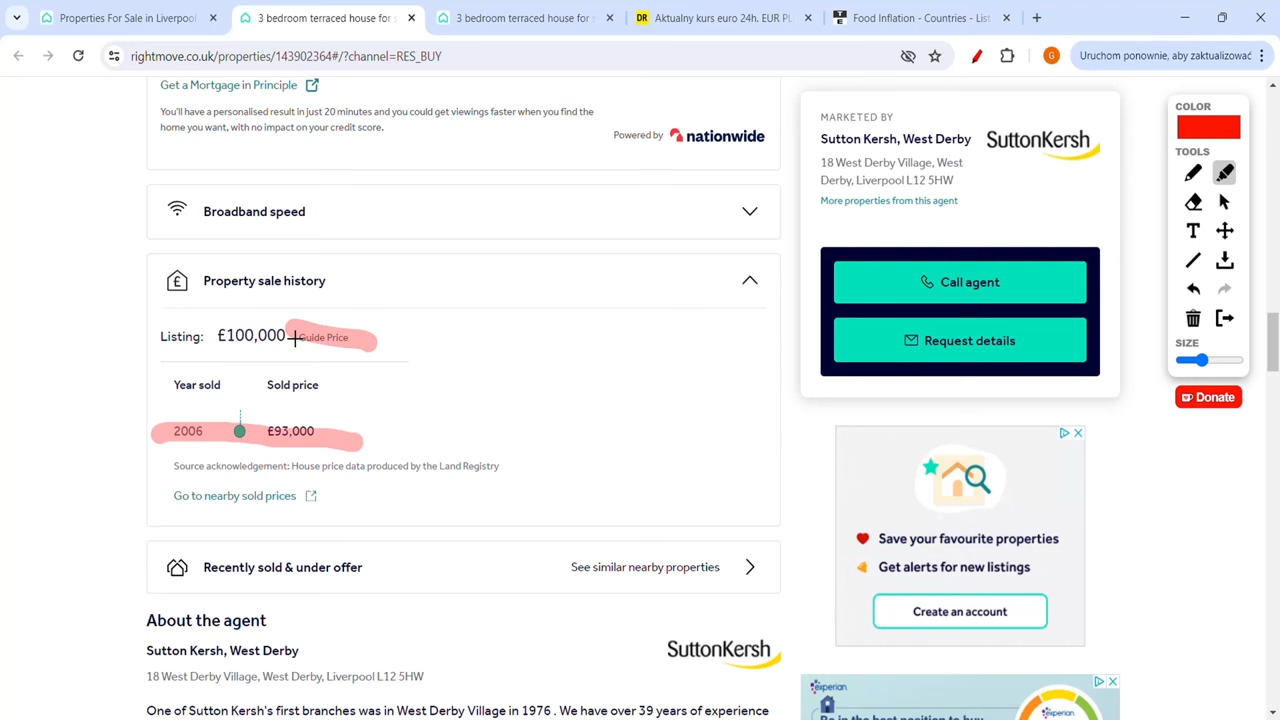 Properties For Sale in Liverpool
3 bedroom terraced house for s
3 bedroom terraced house for s
DR
Aktualny kurs euro 24h. EUR PL
TE
Food Inflation - Countries - List
rightmove.co.uk/properties/143902364#/?channel=RES_BUY
G
Uruchom ponownie, aby zaktualizować
Get a Mortgage in Principle
You'll have a personalised result in just 20 minutes and you could get viewings faster when you find the
home you want, with no impact on your credit score.
Powered by nationwide
Broadband speed
£ Property sale history
Listing: £100,000 Guide Price
Year sold Sold price
2006 £93,000
Source acknowledgement: House price data produced by the Land Registry
Go to nearby sold prices
Recently sold & under offer See similar nearby properties
About the agent
Sutton Kersh, West Derby
SuttonKersh
18 West Derby Village, West Derby, Liverpool L12 5HW
One of Sutton Kersh's first branches was in West Derby Village in 1976 . We have over 39 years of experience
MARKETED BY
Sutton Kersh, West Derby
SuttonKersh
18 West Derby Village, West
Derby, Liverpool L12 5HW
More properties from this agent
Call agent
Request details
Save your favourite properties
Get alerts for new listings
Create an account
experian.
Be in the best position to buy
experian.
COLOR
TOOLS
T
SIZE
Donate